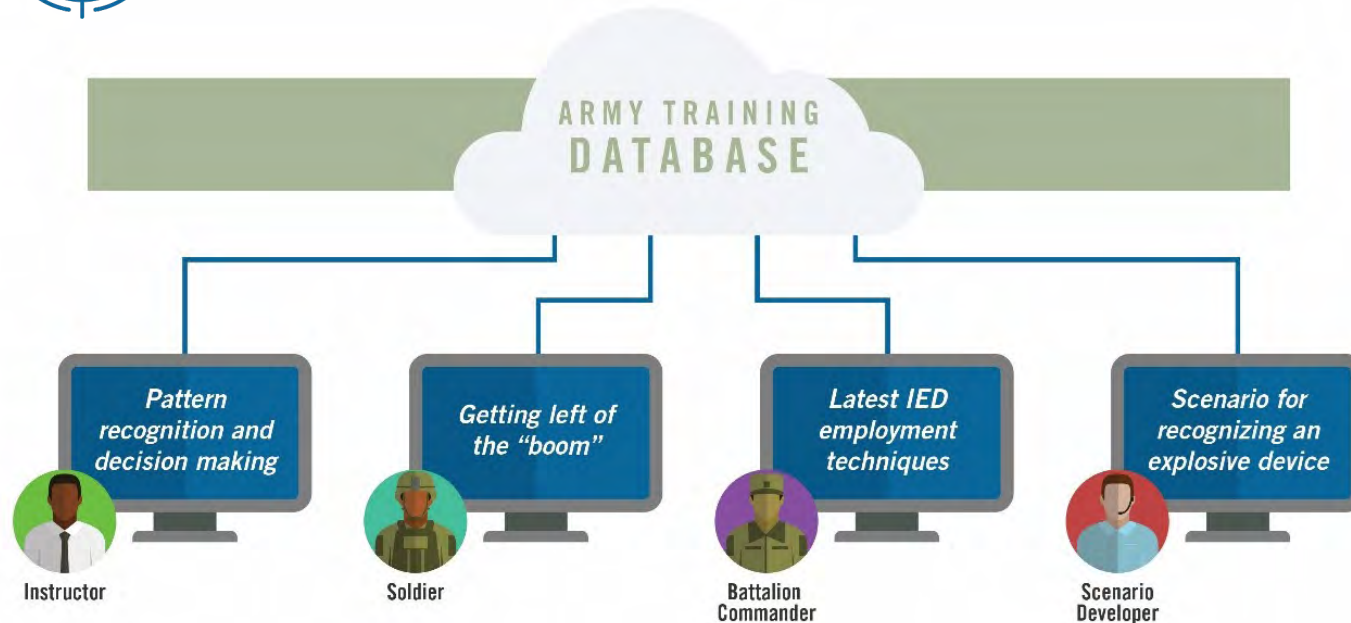 ARMY TRAINING
DATABASE
Pattern
recognition and
decision making
Getting left of
the “boom”
Latest IED
employment
techniques
Scenario for
recognizing an
explosive device
Instructor
Soldier
Battalion
Commander
Scenario
Developer